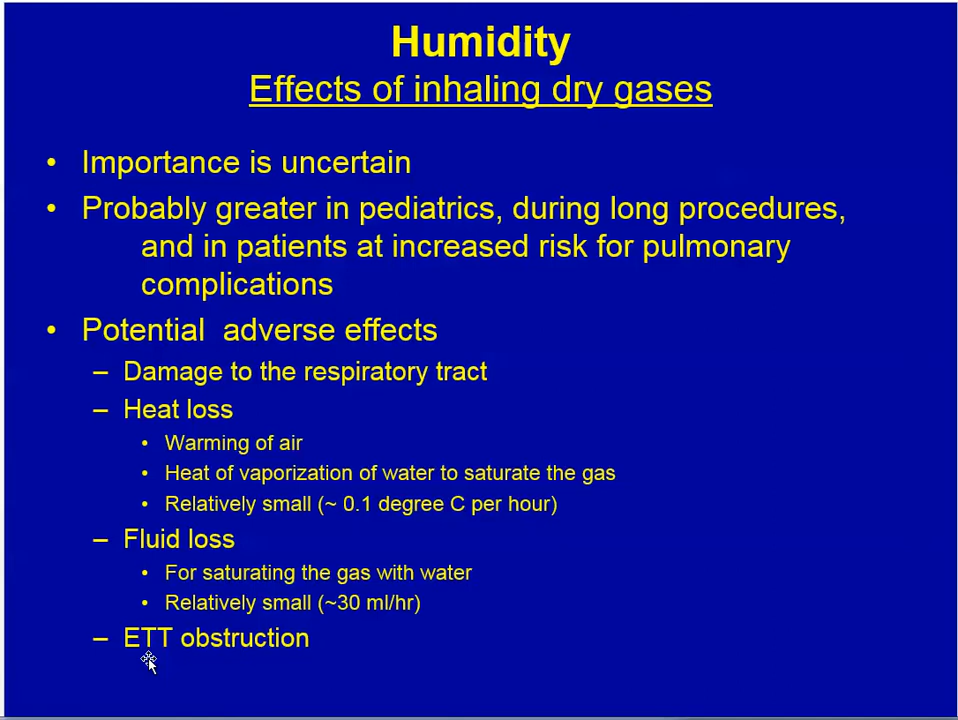 Humidity
Effects of inhaling dry gases
• Importance is uncertain
• Probably greater in pediatrics, during long procedures,
and in patients at increased risk for pulmonary
complications
• Potential  adverse effects
– Damage to the respiratory tract
– Heat loss
• Warming of air
• Heat of vaporization of water to saturate the gas
• Relatively small (~ 0.1 degree C per hour)
– Fluid loss
• For saturating the gas with water
• Relatively small (~30 ml/hr)
– ETT obstruction